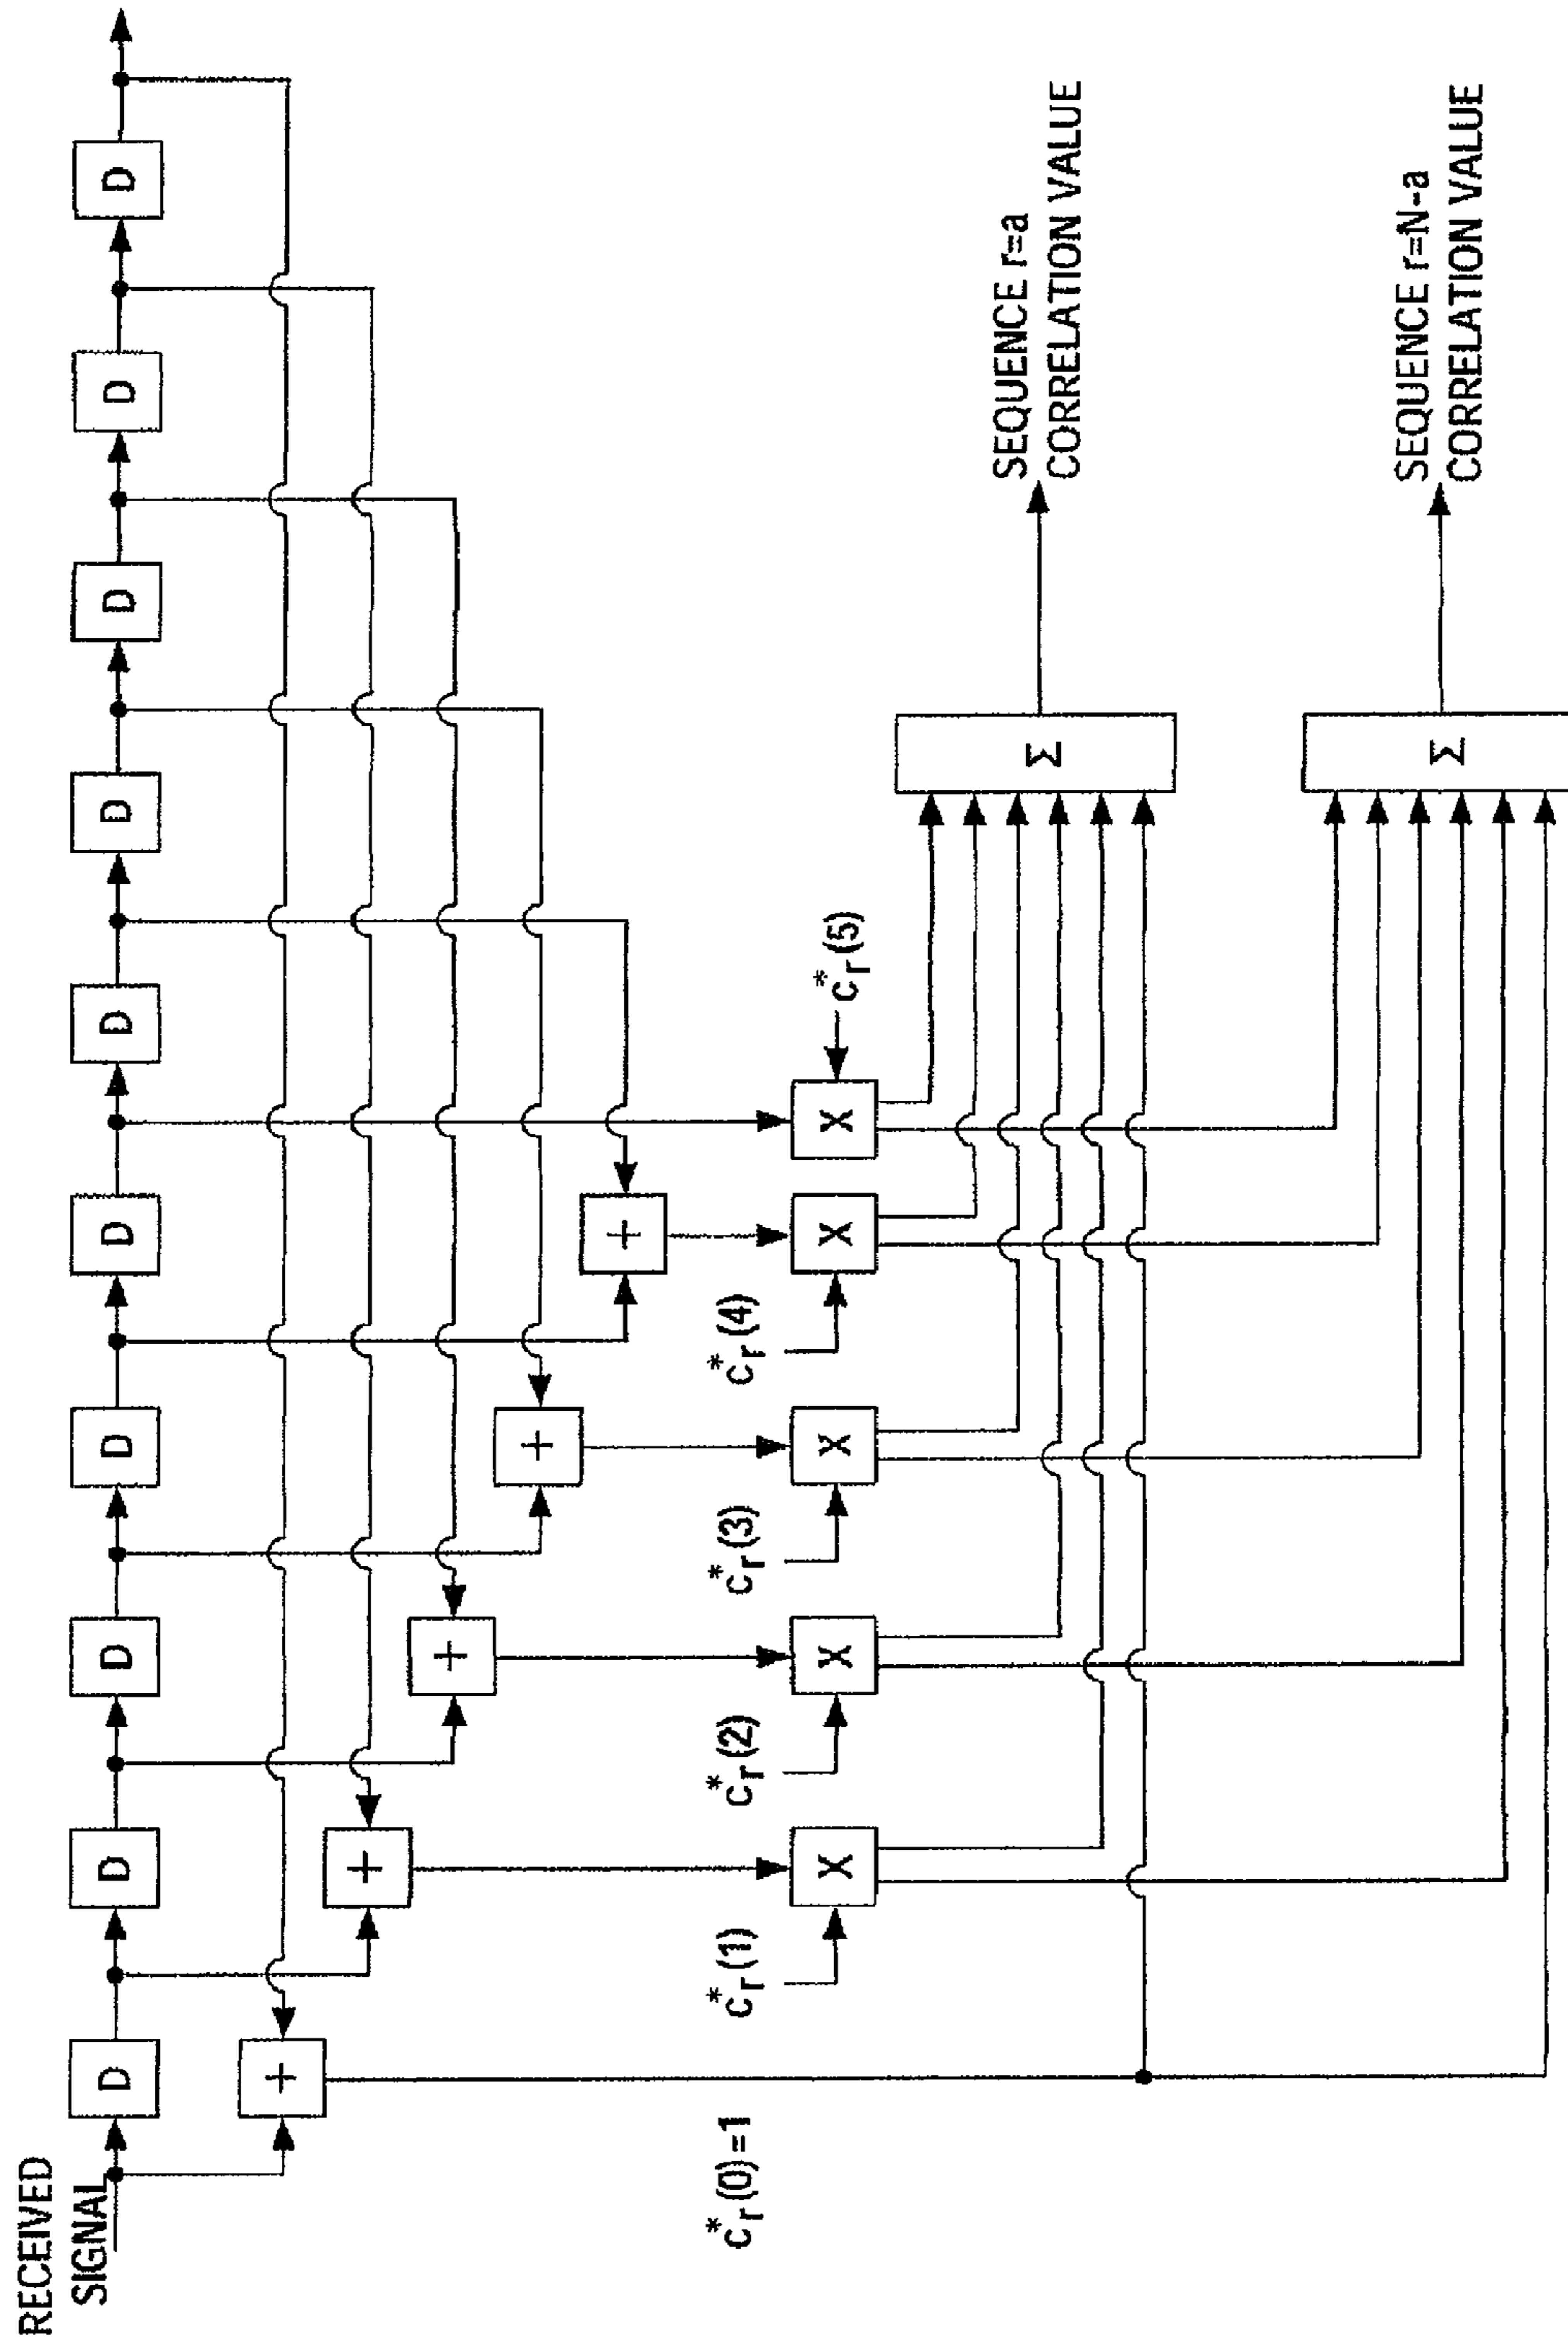 RECEIVED
SIGNAL
D D D D D D D D D D
+ + + + +
c*r(0)=1
c*r(1) c*r(2) c*r(3) c*r(4) c*r(5)
X X X X X
Σ
SEQUENCE r=a
CORRELATION VALUE
Σ
SEQUENCE r=N-a
CORRELATION VALUE